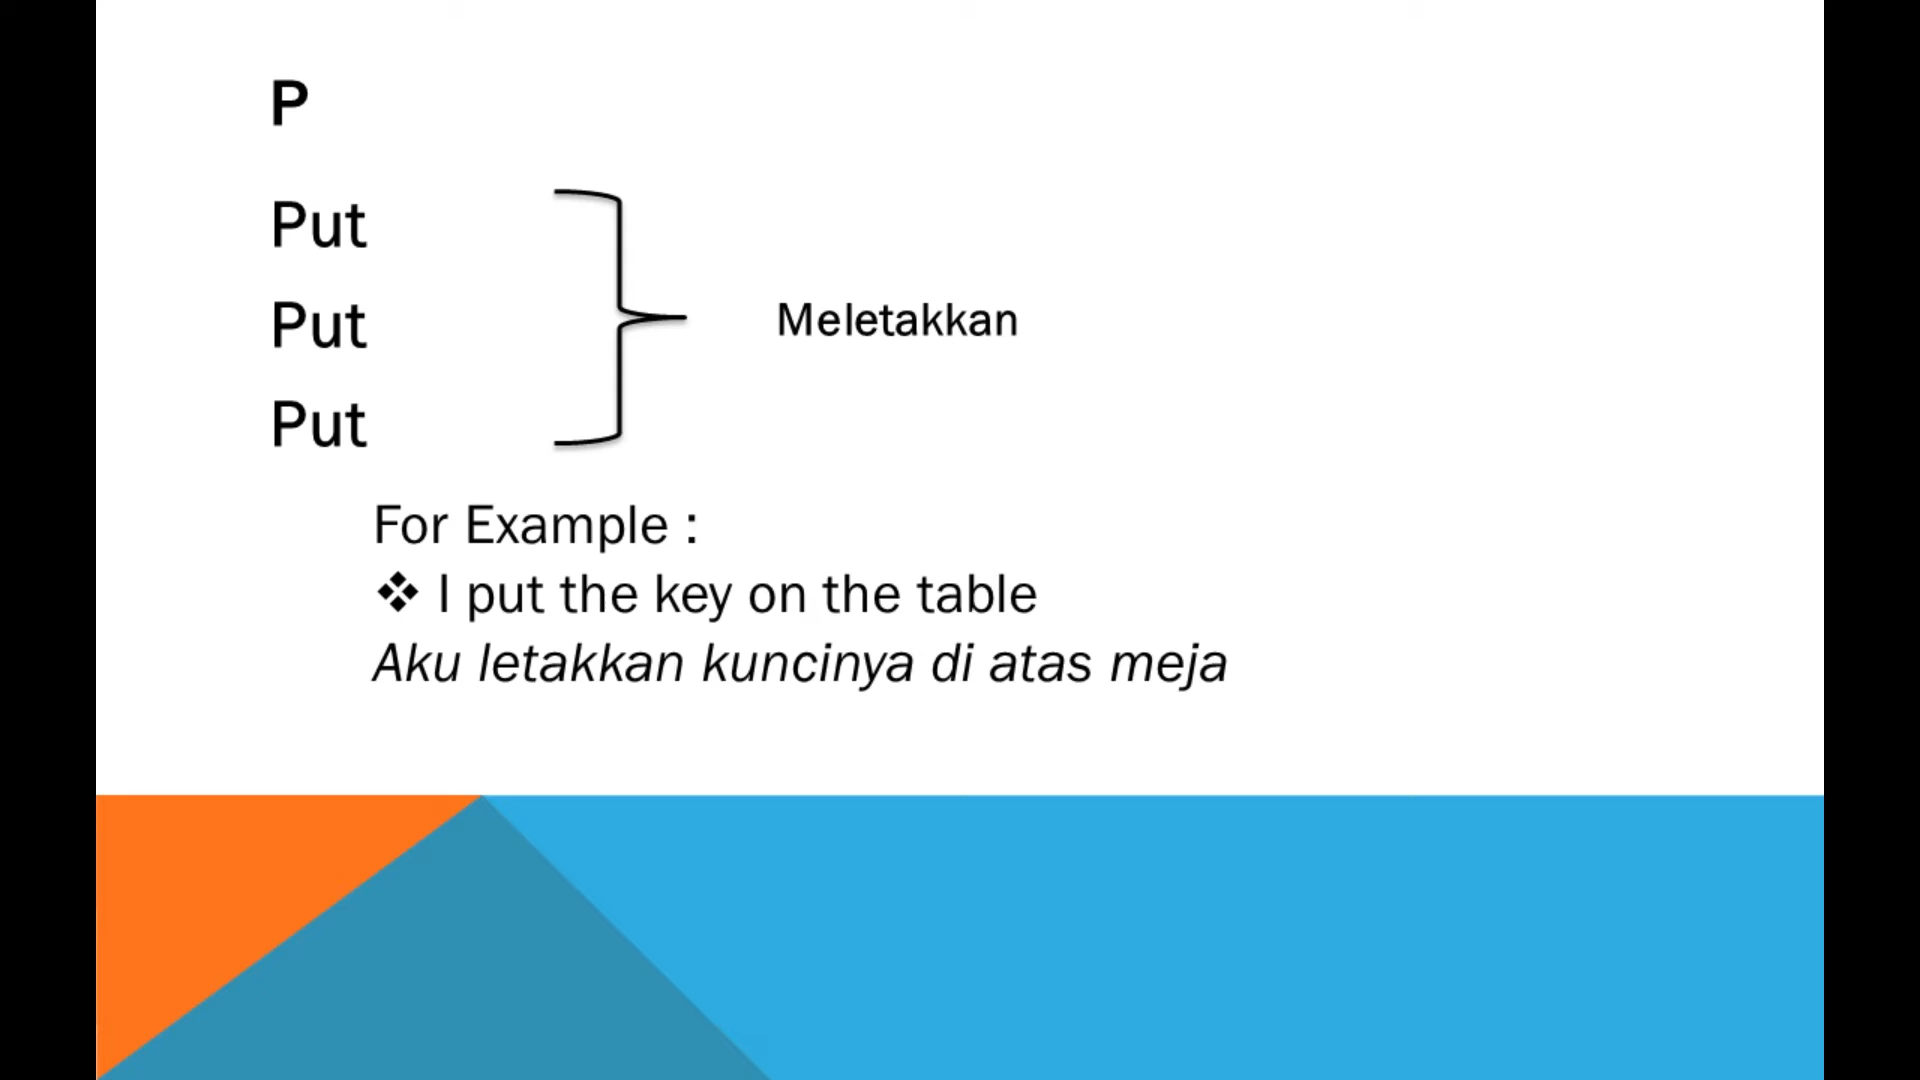 P
Put
Put
Put
Meletakkan
For Example :
❖ I put the key on the table
Aku letakkan kuncinya di atas meja